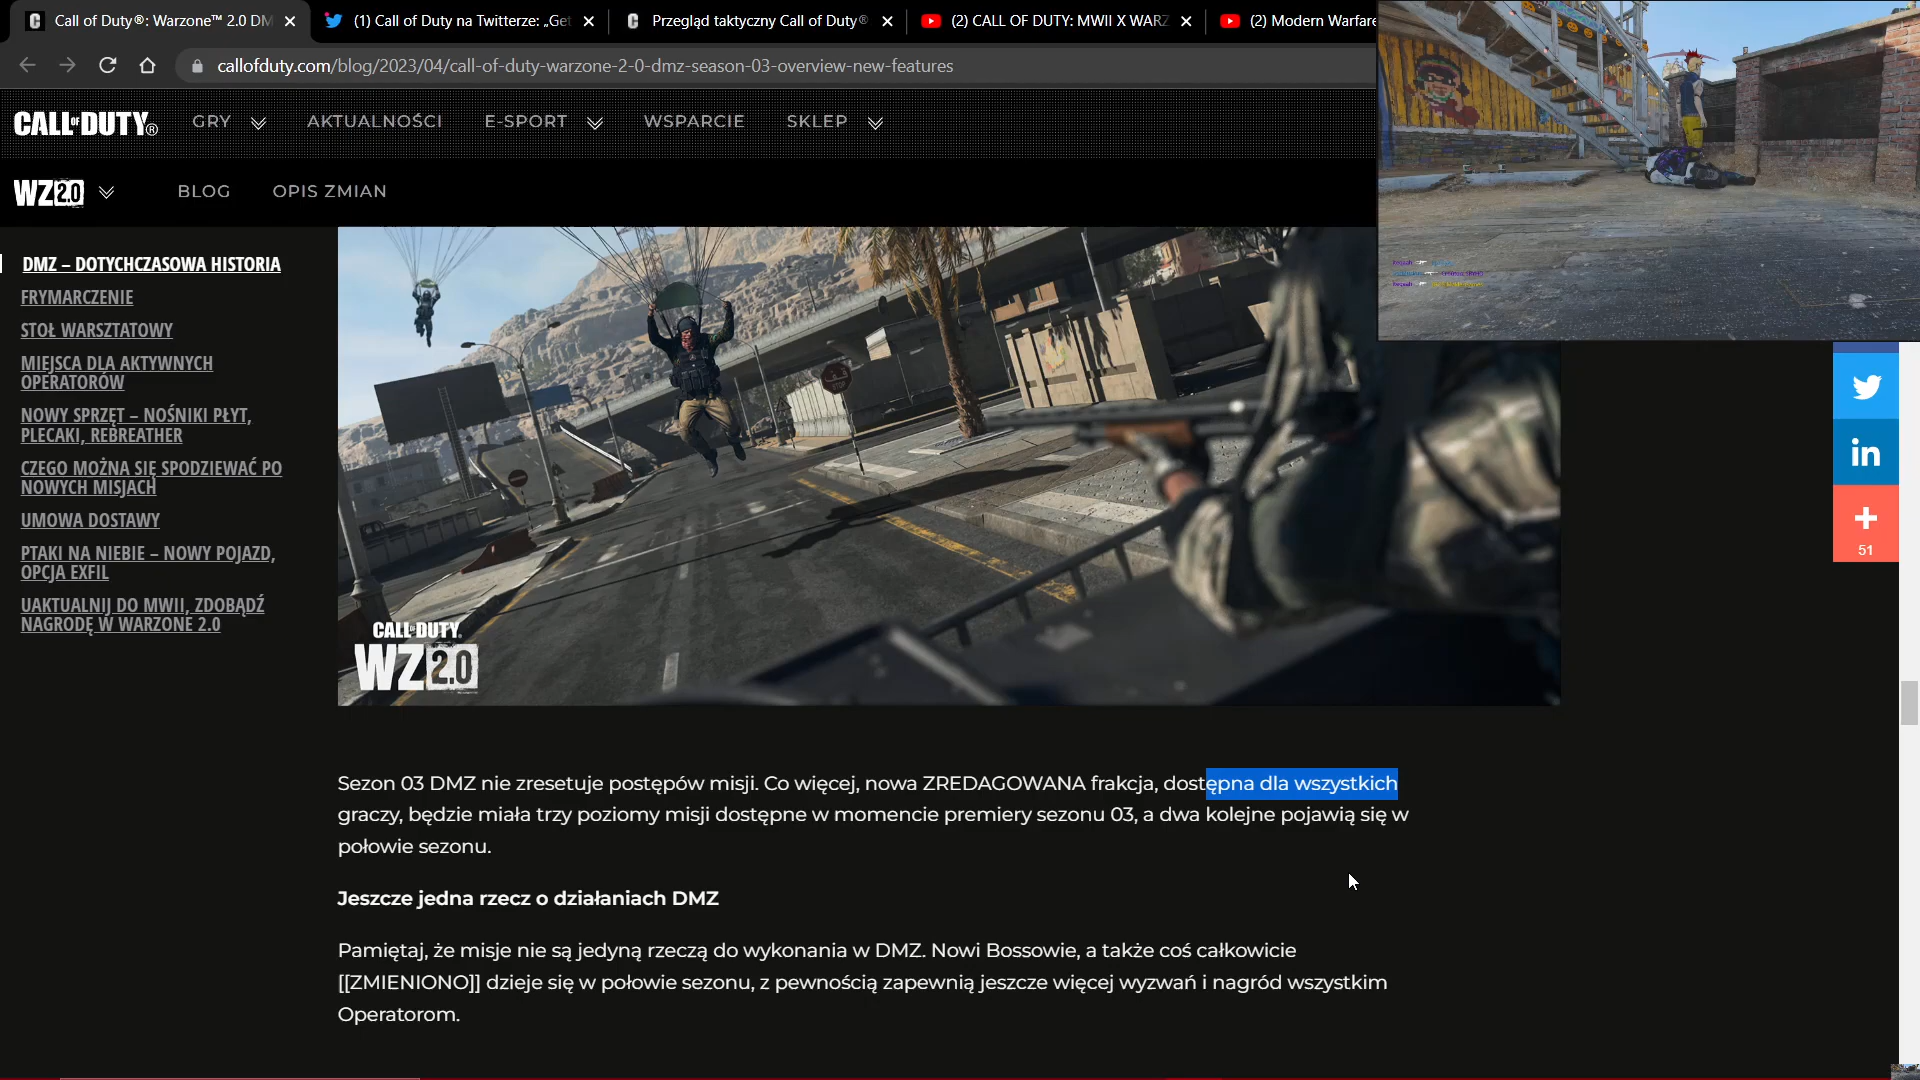 Call of Duty®: Warzone™ 2.0 DM
(1) Call of Duty na Twitterze: „Get
Przegląd taktyczny Call of Duty®
(2) CALL OF DUTY: MWII X WARZ
(2) Modern Warfare
callofduty.com/blog/2023/04/call-of-duty-warzone-2-0-dmz-season-03-overview-new-features
CALL OF DUTY®
GRY
AKTUALNOŚCI
E-SPORT
WSPARCIE
SKLEP
WZ 2.0
BLOG
OPIS ZMIAN
DMZ – DOTYCHCZASOWA HISTORIA
FRYMARCZENIE
STOŁ WARSZTATOWY
MIEJSCA DLA AKTYWNYCH
OPERATORÓW
NOWY SPRZĘT – NOŚNIKI PŁYT,
PLECAKI, REBREATHER
CZEGO MOŻNA SIĘ SPODZIEWAĆ PO
NOWYCH MISJACH
UMOWA DOSTAWY
PTAKI NA NIEBIE – NOWY POJAZD,
OPCJA EXFIL
UAKTUALNIJ DO MWII, ZDOBĄDŹ
NAGRODĘ W WARZONE 2.0
STOP
CALL OF DUTY®
WZ 2.0
in
51
Sezon 03 DMZ nie zresetuje postępów misji. Co więcej, nowa ZREDAGOWANA frakcja, dostępna dla wszystkich
graczy, będzie miała trzy poziomy misji dostępne w momencie premiery sezonu 03, a dwa kolejne pojawią się w
połowie sezonu.
Jeszcze jedna rzecz o działaniach DMZ
Pamiętaj, że misje nie są jedyną rzeczą do wykonania w DMZ. Nowi Bossowie, a także coś całkowicie
[[ZMIENIONO]] dzieje się w połowie sezonu, z pewnością zapewnią jeszcze więcej wyzwań i nagród wszystkim
Operatorom.